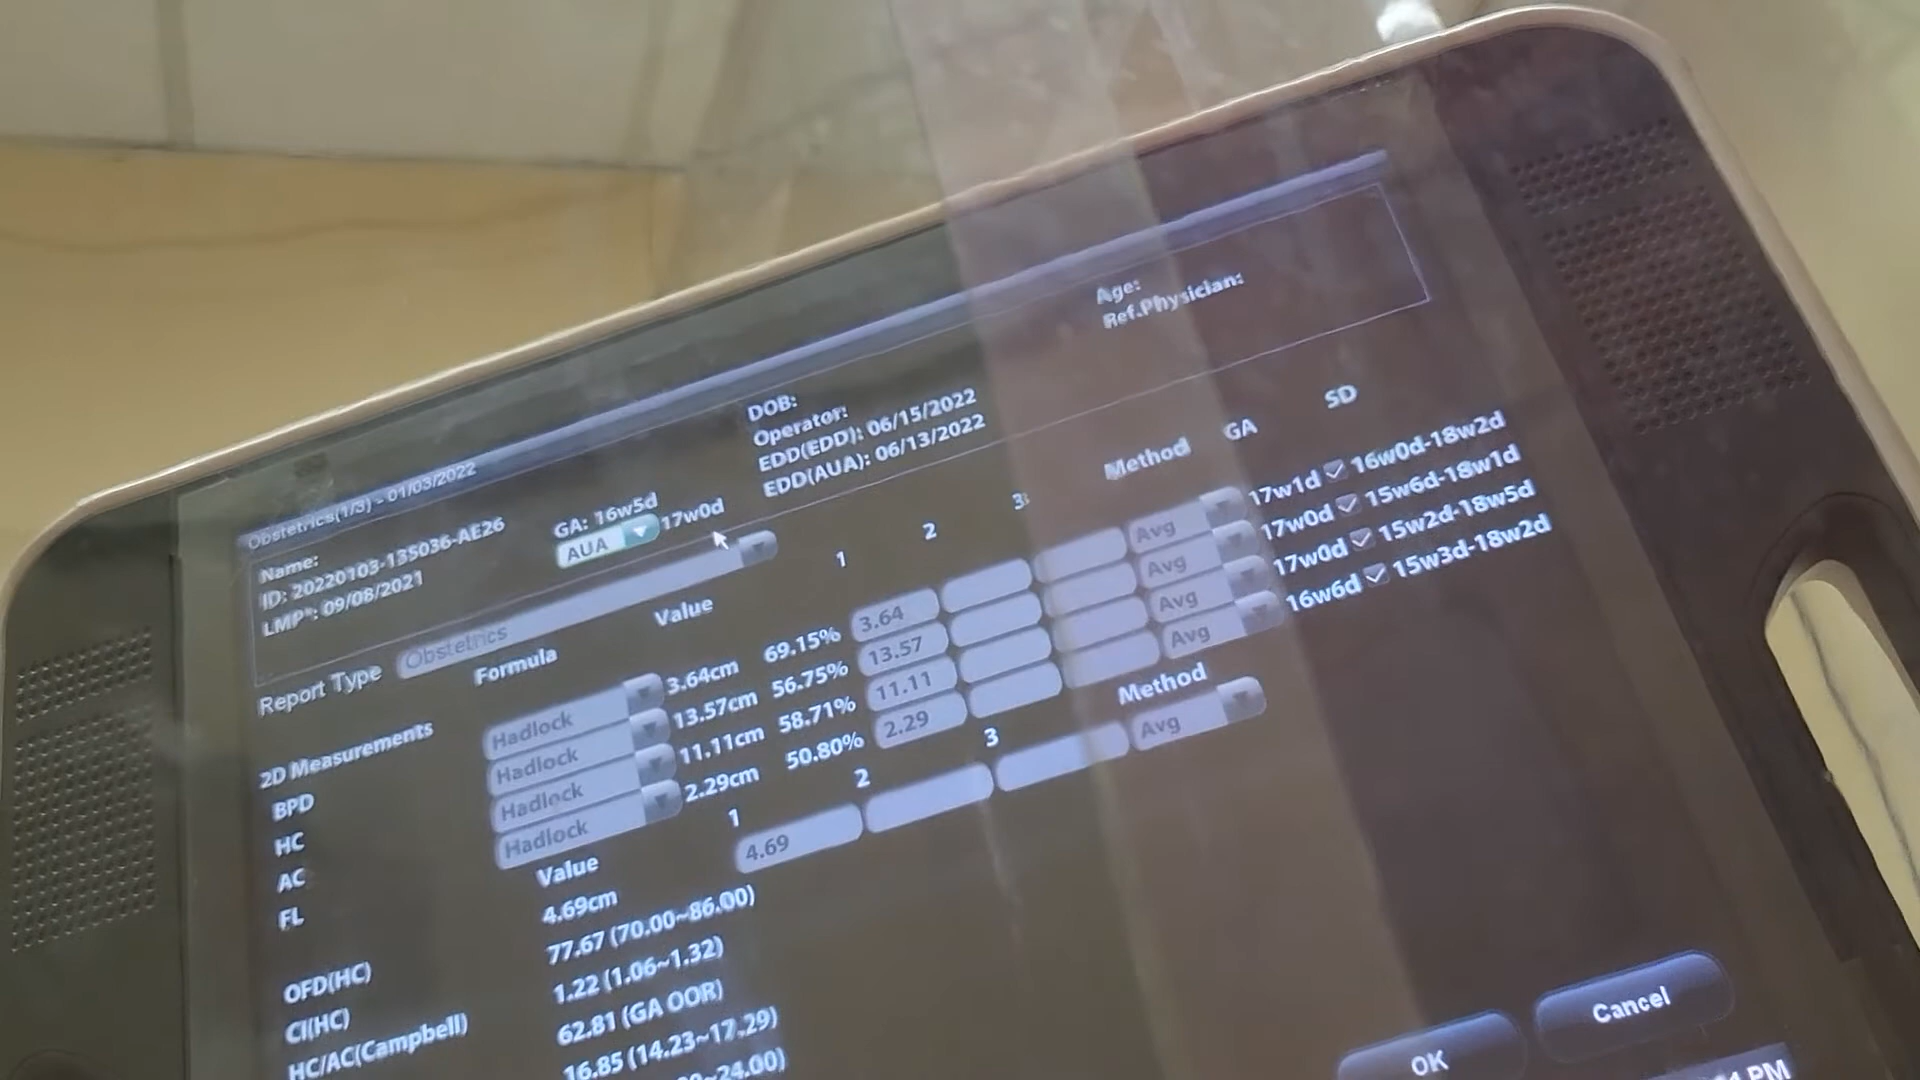 Obstetrics(1/3) - 01/03/2022
Name:
ID: 20220103-135036-AE26
LMP*: 09/08/2021
GA: 16w5d
AUA 17w0d
DOB:
Operator:
EDD(EDD): 06/15/2022
EDD(AUA): 06/13/2022
Age:
Ref.Physician:
Report Type Obstetrics
2D Measurements Formula Value 1 2 3 Method GA SD
BPD Hadlock 3.64cm 69.15% 3.64 Avg 17w1d 16w0d-18w2d
HC Hadlock 13.57cm 56.75% 13.57 Avg 17w0d 15w6d-18w1d
AC Hadlock 11.11cm 58.71% 11.11 Avg 17w0d 15w2d-18w5d
FL Hadlock 2.29cm 50.80% 2.29 Avg 16w6d 15w3d-18w2d
Value 1 2 3 Method
OFD(HC) 4.69cm 4.69 Avg
CI(HC) 77.67 (70.00~86.00)
HC/AC(Campbell) 1.22 (1.06~1.32)
62.81 (GA OOR)
16.85 (14.23~17.29)
~24.00)
OK Cancel
PM